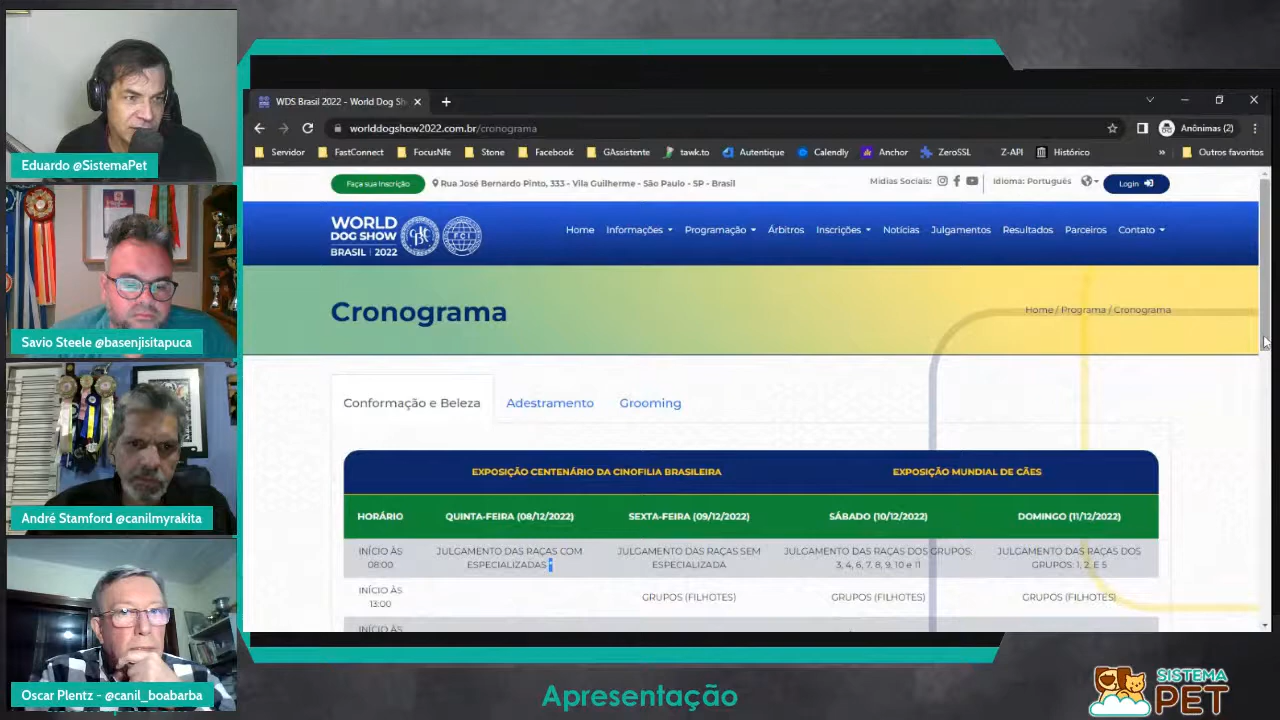 Eduardo @SistemaPet
Savio Steele @basenjisitapuca
André Stamford @canilmyrakita
Oscar Plentz - @canil_boabarba
WDS Brasil 2022 - World Dog Sh
worlddogshow2022.com.br/cronograma
Anônimas (2)
Servidor FastConnect FocusNfe Stone Facebook GAssistente tawk.to Autentique Calendly Anchor ZeroSSL Z-API Histórico » Outros favoritos
Faça sua Inscrição Rua José Bernardo Pinto, 333 - Vila Guilherme - São Paulo - SP - Brasil Mídias Sociais: Idioma: Português Login
WORLD
DOG SHOW
BRASIL | 2022
FCI
Home Informações Programação Árbitros Inscrições Notícias Julgamentos Resultados Parceiros Contato
Cronograma
Home / Programa / Cronograma
Conformação e Beleza Adestramento Grooming
EXPOSIÇÃO CENTENÁRIO DA CINOFILIA BRASILEIRA EXPOSIÇÃO MUNDIAL DE CÃES
HORÁRIO QUINTA-FEIRA (08/12/2022) SEXTA-FEIRA (09/12/2022) SÁBADO (10/12/2022) DOMINGO (11/12/2022)
INÍCIO ÀS JULGAMENTO DAS RAÇAS COM JULGAMENTO DAS RAÇAS SEM JULGAMENTO DAS RAÇAS DOS GRUPOS: JULGAMENTO DAS RAÇAS DOS
08:00 ESPECIALIZADAS * ESPECIALIZADA 3, 4, 6, 7, 8, 9, 10 e 11 GRUPOS: 1, 2, E 5
INÍCIO ÀS
13:00 GRUPOS (FILHOTES) GRUPOS (FILHOTES) GRUPOS (FILHOTES)
INÍCIO ÀS
Apresentação
SISTEMA
PET